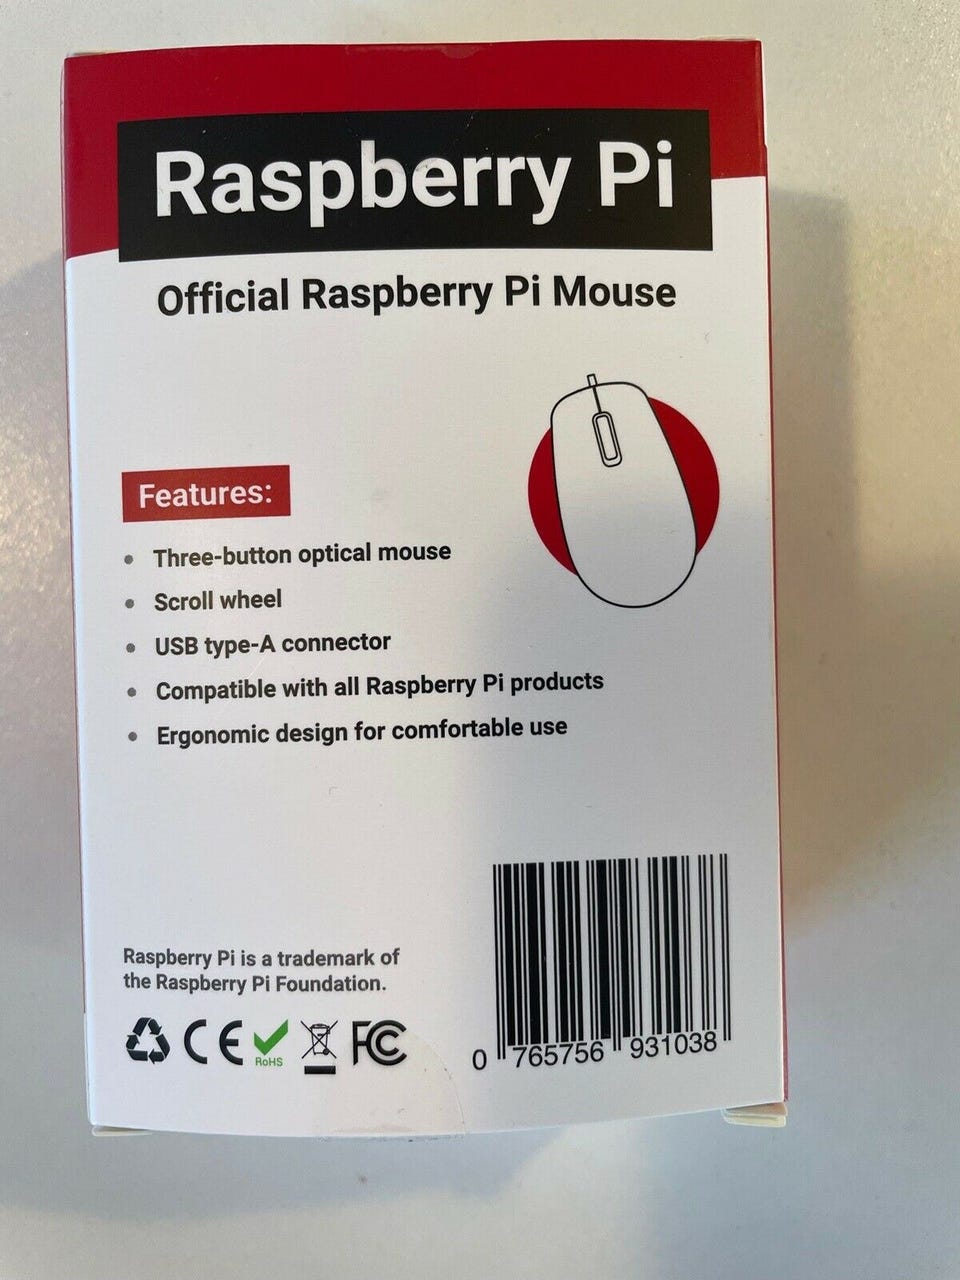 Raspberry Pi
Official Raspberry Pi Mouse
Features:
• Three-button optical mouse
• Scroll wheel
• USB type-A connector
• Compatible with all Raspberry Pi products
• Ergonomic design for comfortable use
Raspberry Pi is a trademark of
the Raspberry Pi Foundation.
CE RoHS FC
0 765756 931038